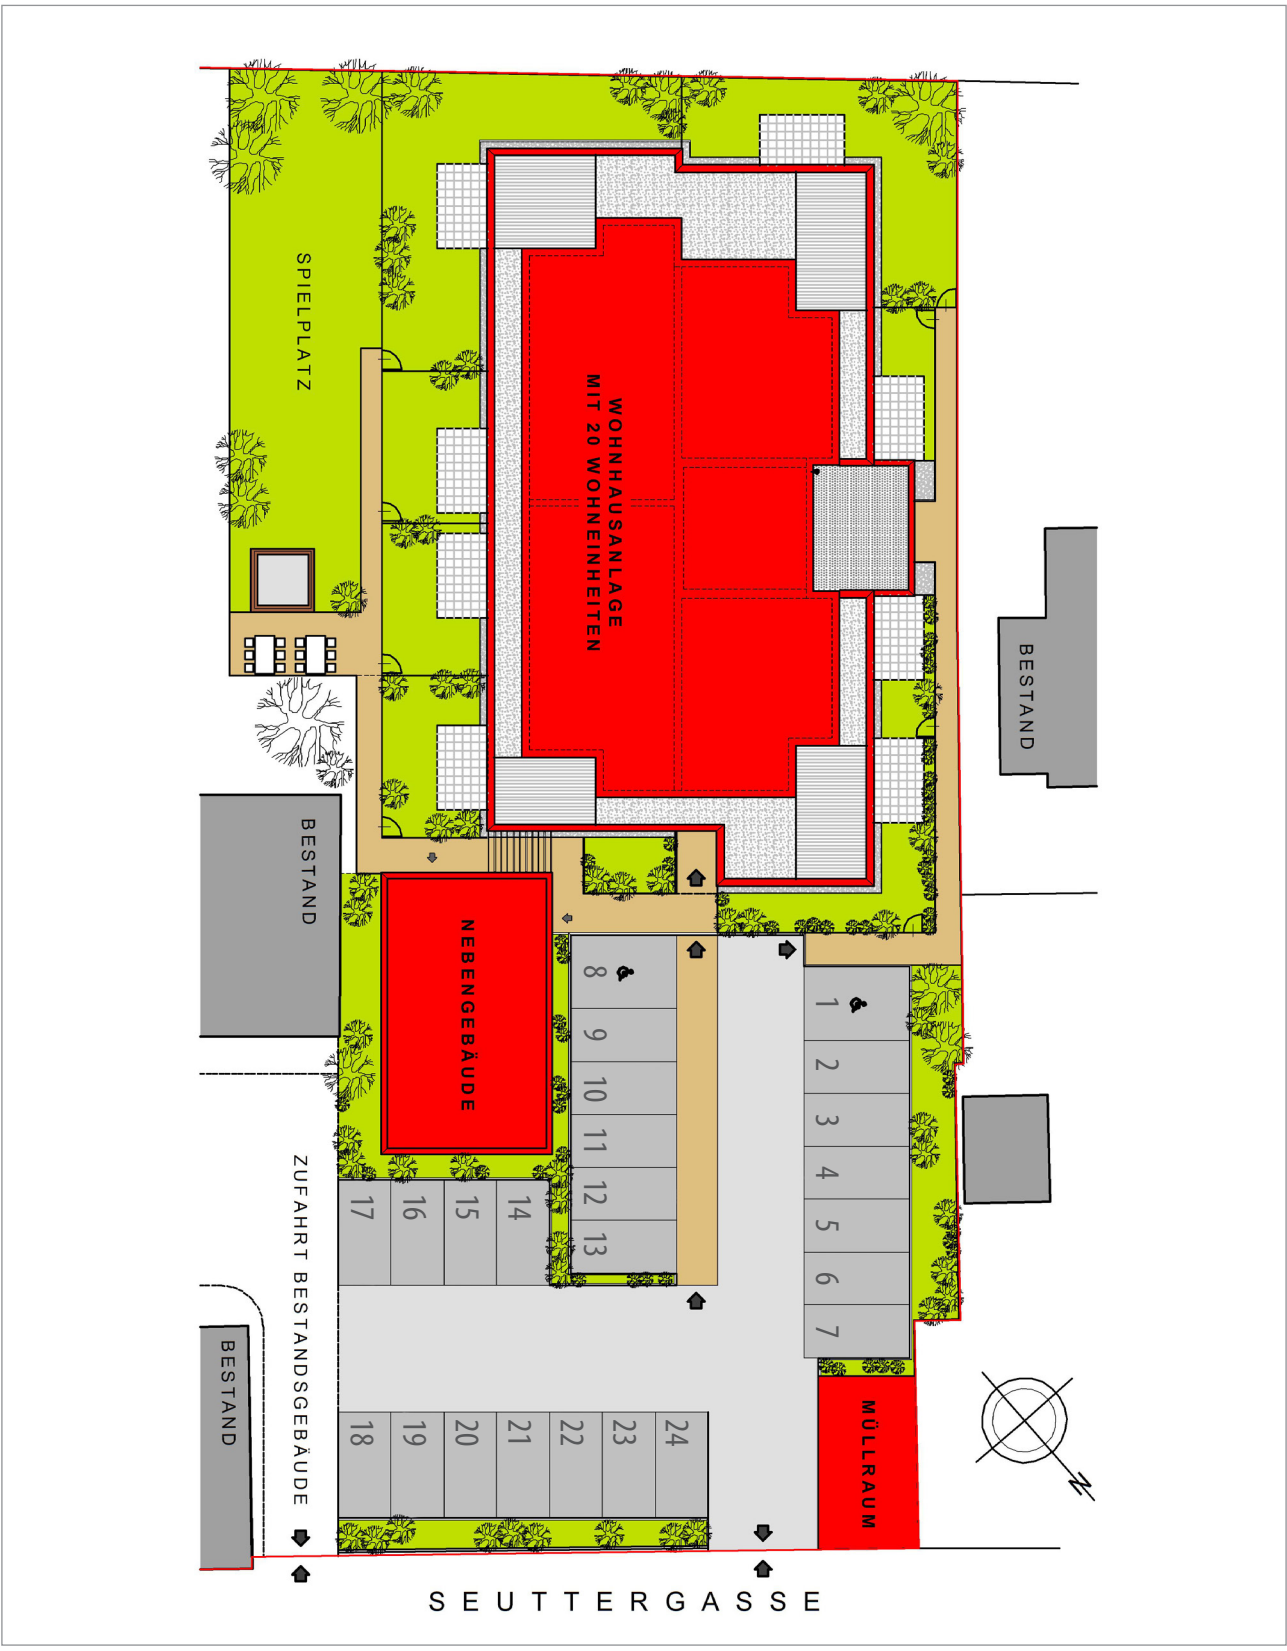 SPIELPLATZ
WOHNHAUSANLAGE
MIT 20 WOHNEINHEITEN
BESTAND
BESTAND
NEBENGEBÄUDE
8
9
10
11
12
13
1
2
3
4
5
6
7
17
16
15
14
ZUFAHRT BESTANDSGEBÄUDE
BESTAND
18
19
20
21
22
23
24
MÜLLRAUM
N
SEUTTERGASSE